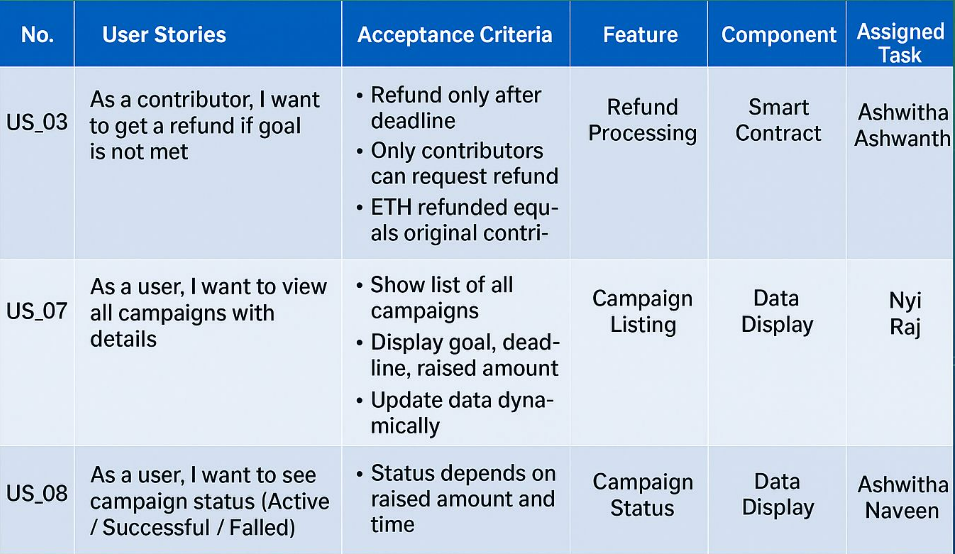 No.
User Stories
Acceptance Criteria
Feature
Component
Assigned
Task
US_03
As a contributor, I want
to get a refund if goal
is not met
• Refund only after
deadline
• Only contributors
can request refund
• ETH refunded equ-
als original contri-
Refund
Processing
Smart
Contract
Ashwitha
Ashwanth
US_07
As a user, I want to view
all campaigns with
details
• Show list of all
campaigns
• Display goal, dead-
line, raised amount
• Update data dyna-
mically
Campaign
Listing
Data
Display
Nyi
Raj
US_08
As a user, I want to see
campaign status (Active
/ Successful / Falled)
• Status depends on
raised amount and
time
Campaign
Status
Data
Display
Ashwitha
Naveen